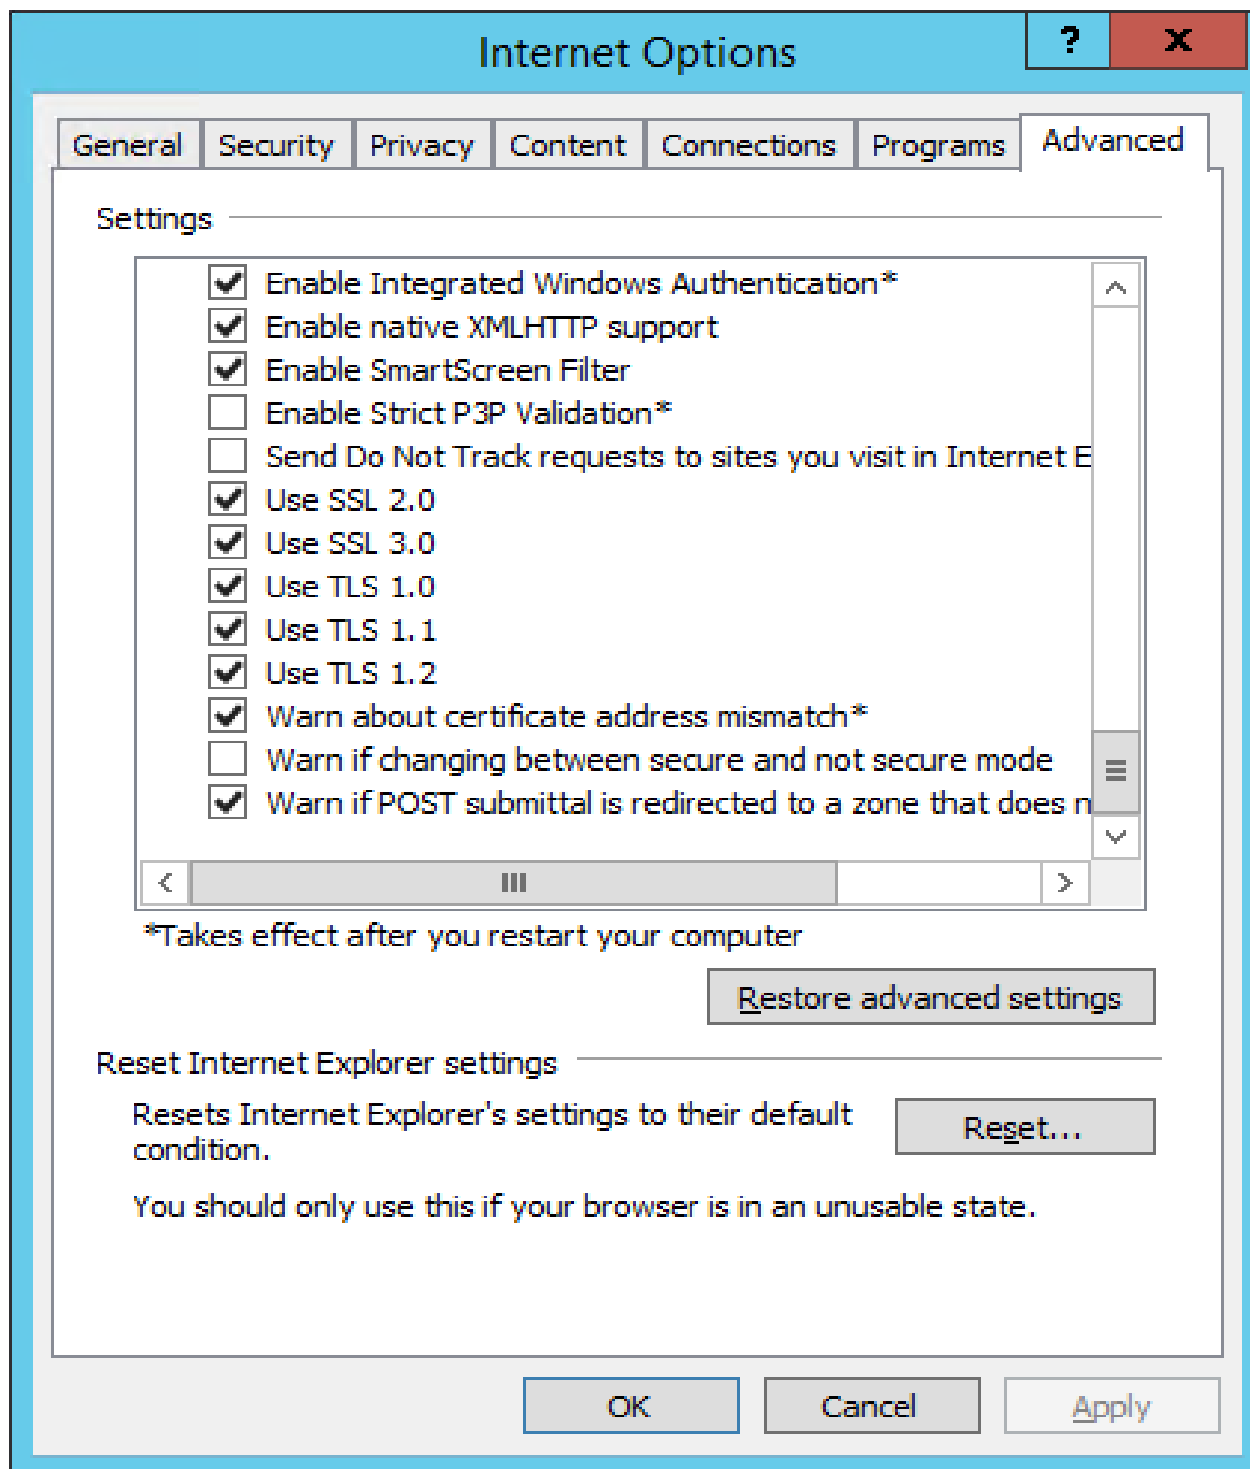 Internet Options
?
x
General Security Privacy Content Connections Programs Advanced
Settings
Enable Integrated Windows Authentication*
Enable native XMLHTTP support
Enable SmartScreen Filter
Enable Strict P3P Validation*
Send Do Not Track requests to sites you visit in Internet E
Use SSL 2.0
Use SSL 3.0
Use TLS 1.0
Use TLS 1.1
Use TLS 1.2
Warn about certificate address mismatch*
Warn if changing between secure and not secure mode
Warn if POST submittal is redirected to a zone that does n
*Takes effect after you restart your computer
Restore advanced settings
Reset Internet Explorer settings
Resets Internet Explorer's settings to their default
condition.
Reset...
You should only use this if your browser is in an unusable state.
OK Cancel Apply